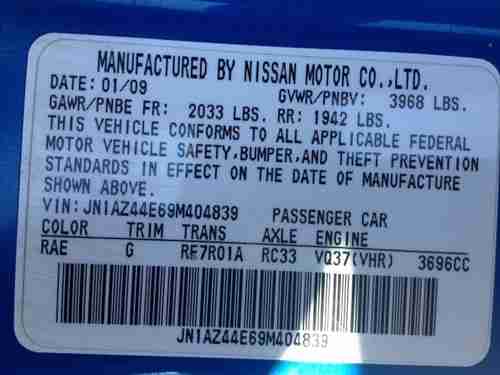 MANUFACTURED BY NISSAN MOTOR CO.,LTD.
DATE: 01/09 GVWR/PNBV: 3968 LBS.
GAWR/PNBE FR: 2033 LBS. RR: 1942 LBS.
THIS VEHICLE CONFORMS TO ALL APPLICABLE FEDERAL
MOTOR VEHICLE SAFETY,BUMPER,AND THEFT PREVENTION
STANDARDS IN EFFECT ON THE DATE OF MANUFACTURE
SHOWN ABOVE.
VIN:JN1AZ44E69M404839 PASSENGER CAR
COLOR TRIM TRANS AXLE ENGINE
RAE G RE7R01A RC33 VQ37(VHR) 3696CC
JN1AZ44E69M404839